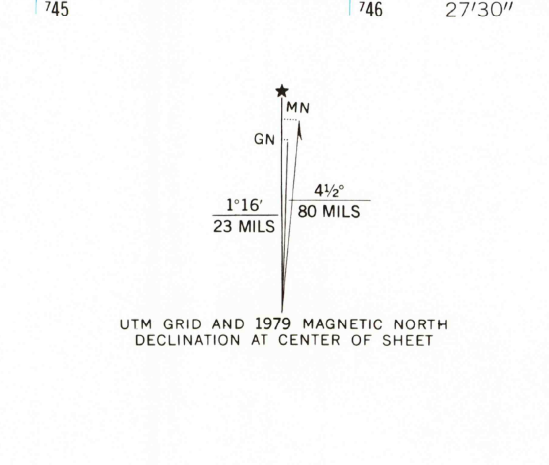 745 746 27'30"
MN
GN
1°16' 4½°
23 MILS 80 MILS
UTM GRID AND 1979 MAGNETIC NORTH
DECLINATION AT CENTER OF SHEET